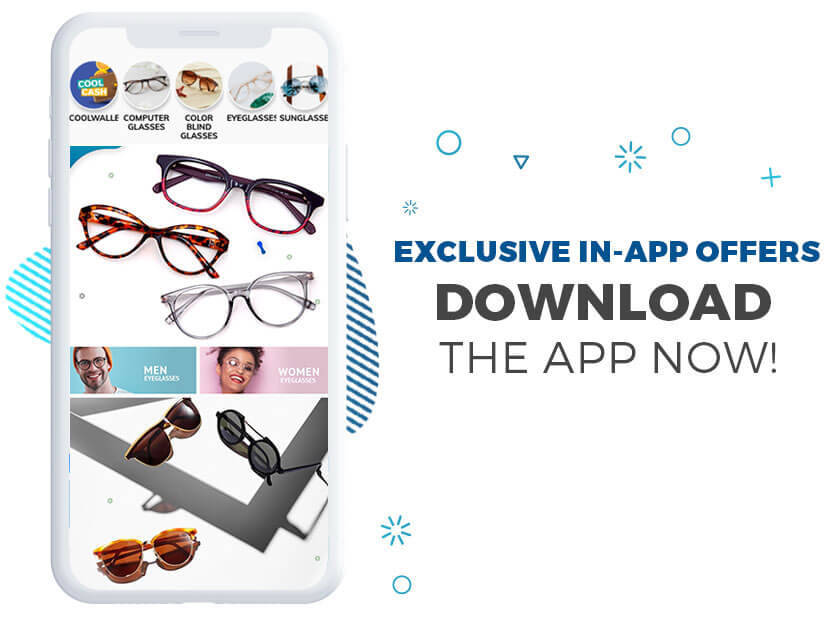 COOL
CASH
COOLWALLE
COMPUTER
GLASSES
COLOR
BLIND
GLASSES
EYEGLASSES
SUNGLASSE
MEN
EYEGLASSES
WOMEN
EYEGLASSES
EXCLUSIVE IN-APP OFFERS
DOWNLOAD
THE APP NOW!